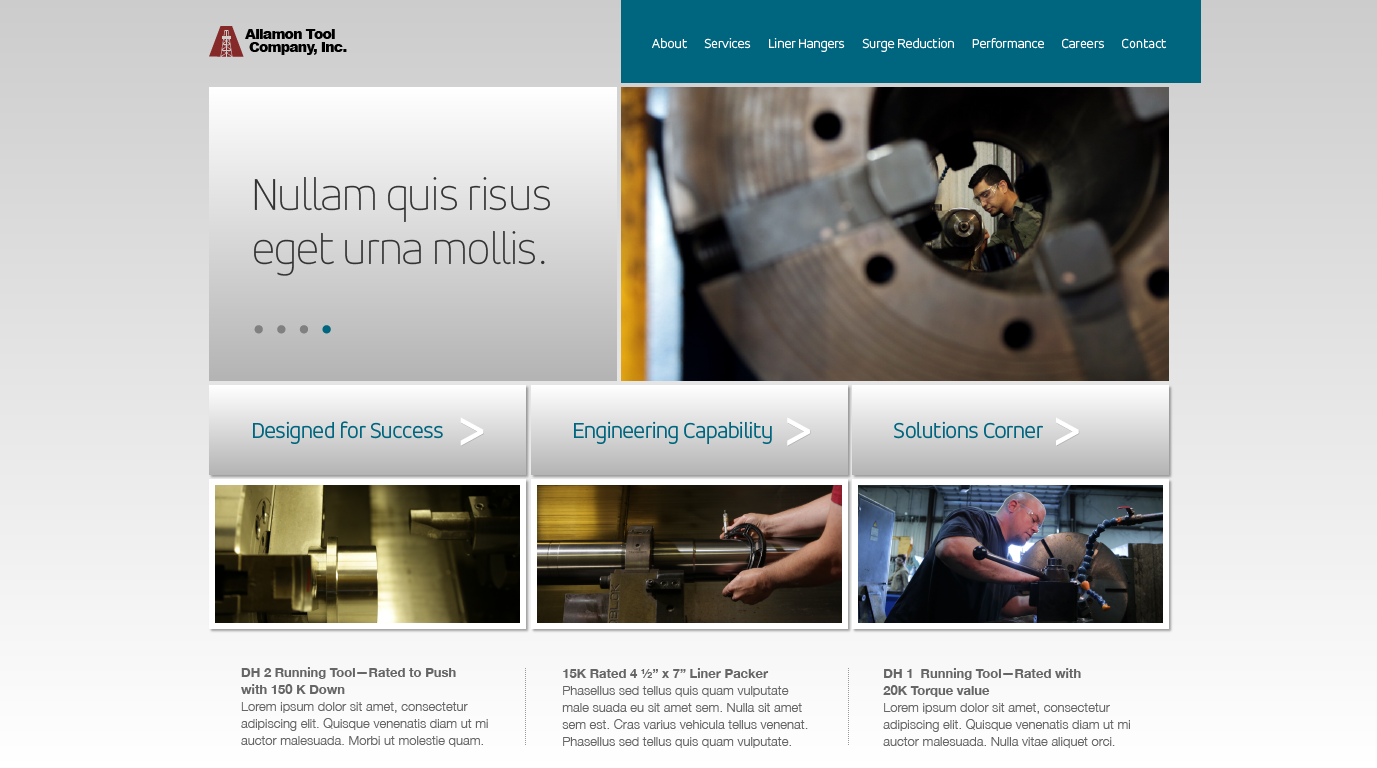 Allamon Tool
Company, Inc.
About Services Liner Hangers Surge Reduction Performance Careers Contact
Nullam quis risus
eget urna mollis.
Designed for Success >
Engineering Capability >
Solutions Corner >
DH 2 Running Tool—Rated to Push
with 150 K Down
Lorem ipsum dolor sit amet, consectetur
adipiscing elit. Quisque venenatis diam ut mi
auctor malesuada. Morbi ut molestie quam.
15K Rated 4 ½” x 7” Liner Packer
Phasellus sed tellus quis quam vulputate
male suada eu sit amet sem. Nulla sit amet
sem est. Cras varius vehicula tellus venenat.
Phasellus sed tellus quis quam vulputate.
DH 1  Running Tool—Rated with
20K Torque value
Lorem ipsum dolor sit amet, consectetur
adipiscing elit. Quisque venenatis diam ut mi
auctor malesuada. Nulla vitae aliquet orci.